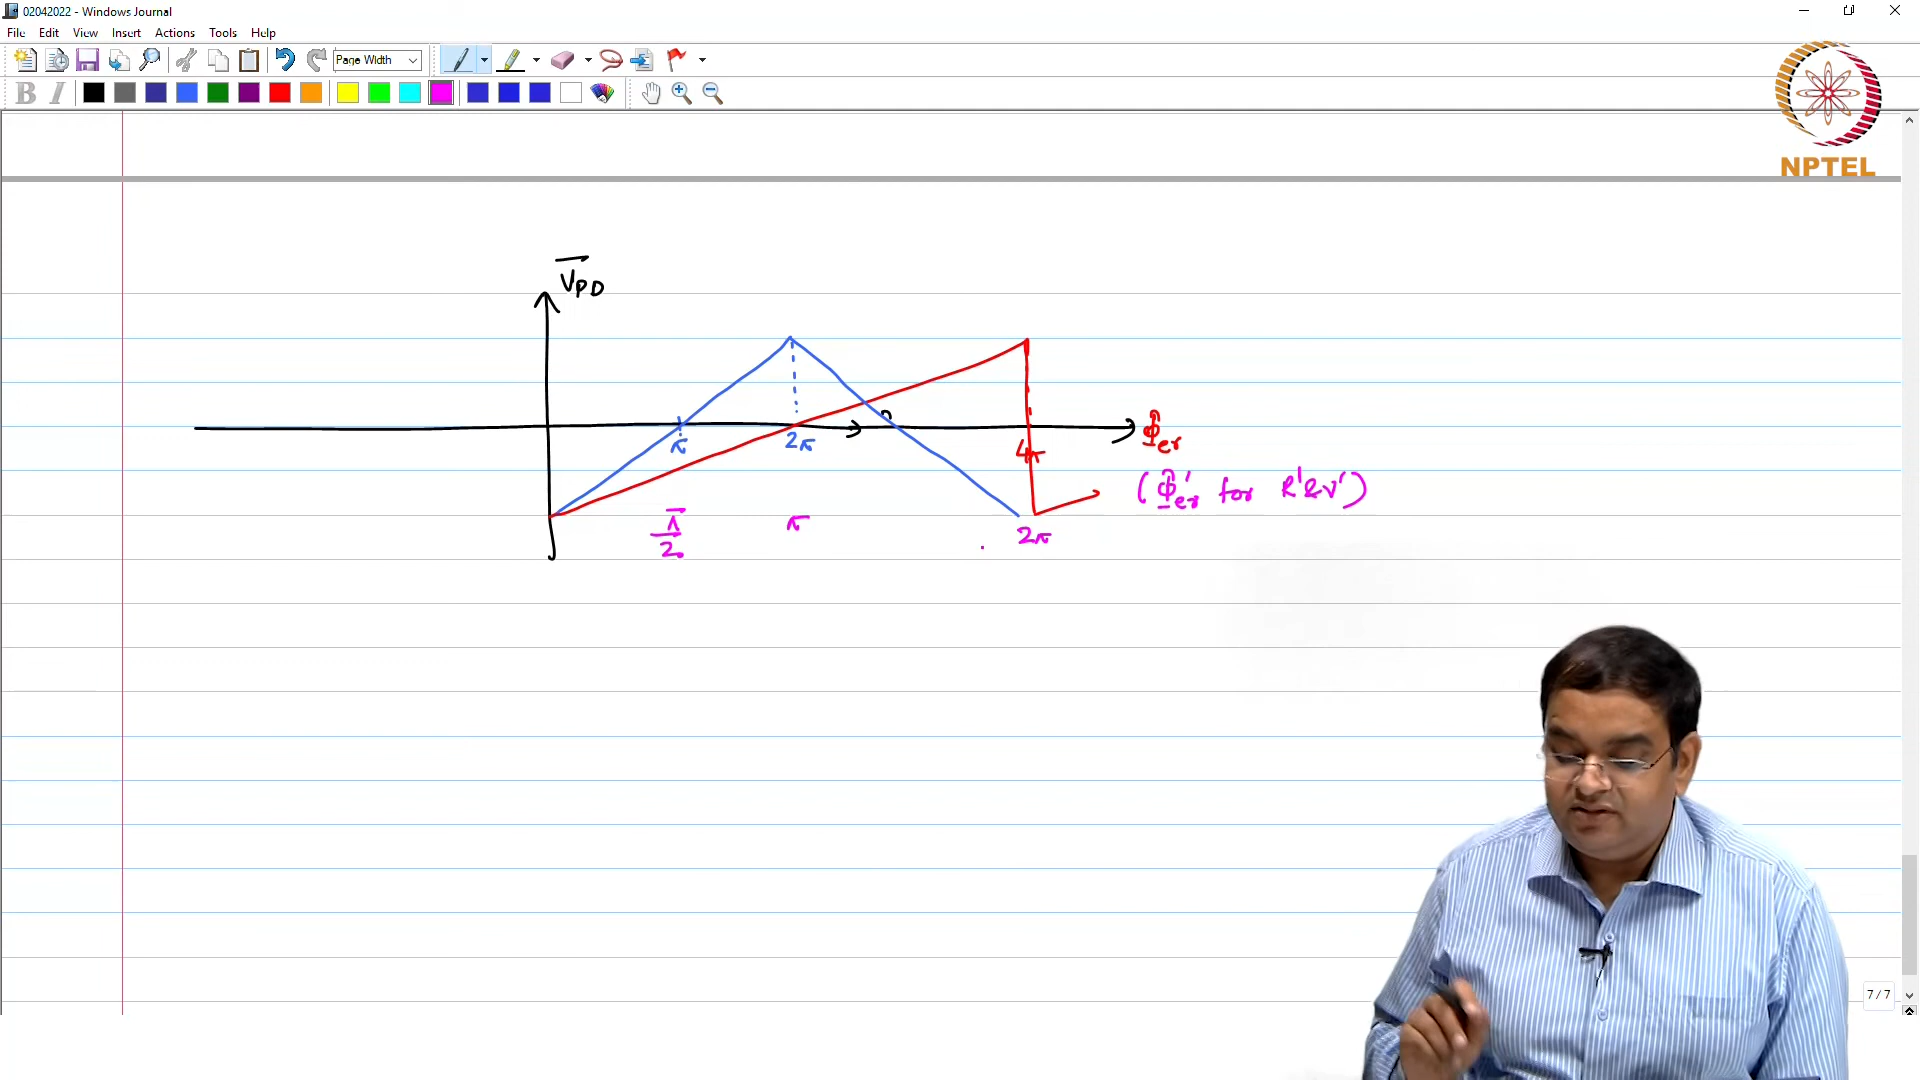 02042022 - Windows Journal
File Edit View Insert Actions Tools Help
Page Width
B I
NPTEL
V̅PD
π 2π 4π Φ̂er
(Φ̂'er for R'&V')
π/2 π 2π
7 / 7